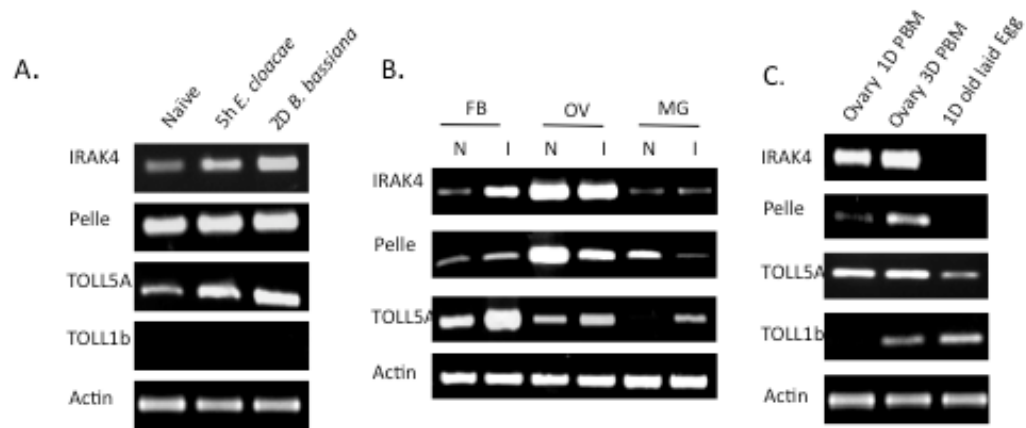 A.
Naïve
5h E. cloacae
2D B. bassiana
IRAK4
Pelle
TOLL5A
TOLL1b
Actin
B.
FB OV MG
N I N I N I
IRAK4
Pelle
TOLL5A
Actin
C.
Ovary 1D PBM
Ovary 3D PBM
1D old laid Egg
IRAK4
Pelle
TOLL5A
TOLL1b
Actin